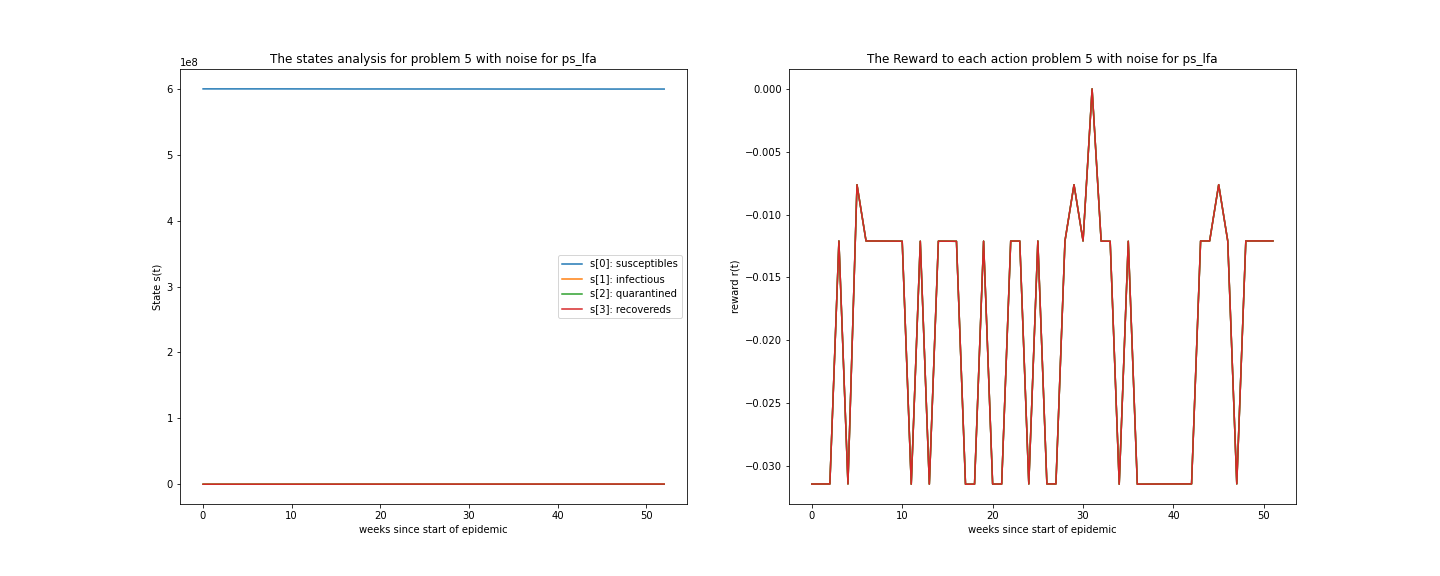 The states analysis for problem 5 with noise for ps_lfa
1e8
6
5
4
3
2
1
0
State s(t)
s[0]: susceptibles
s[1]: infectious
s[2]: quarantined
s[3]: recovereds
0 10 20 30 40 50
weeks since start of epidemic
The Reward to each action problem 5 with noise for ps_lfa
0.000
−0.005
−0.010
−0.015
−0.020
−0.025
−0.030
reward r(t)
0 10 20 30 40 50
weeks since start of epidemic